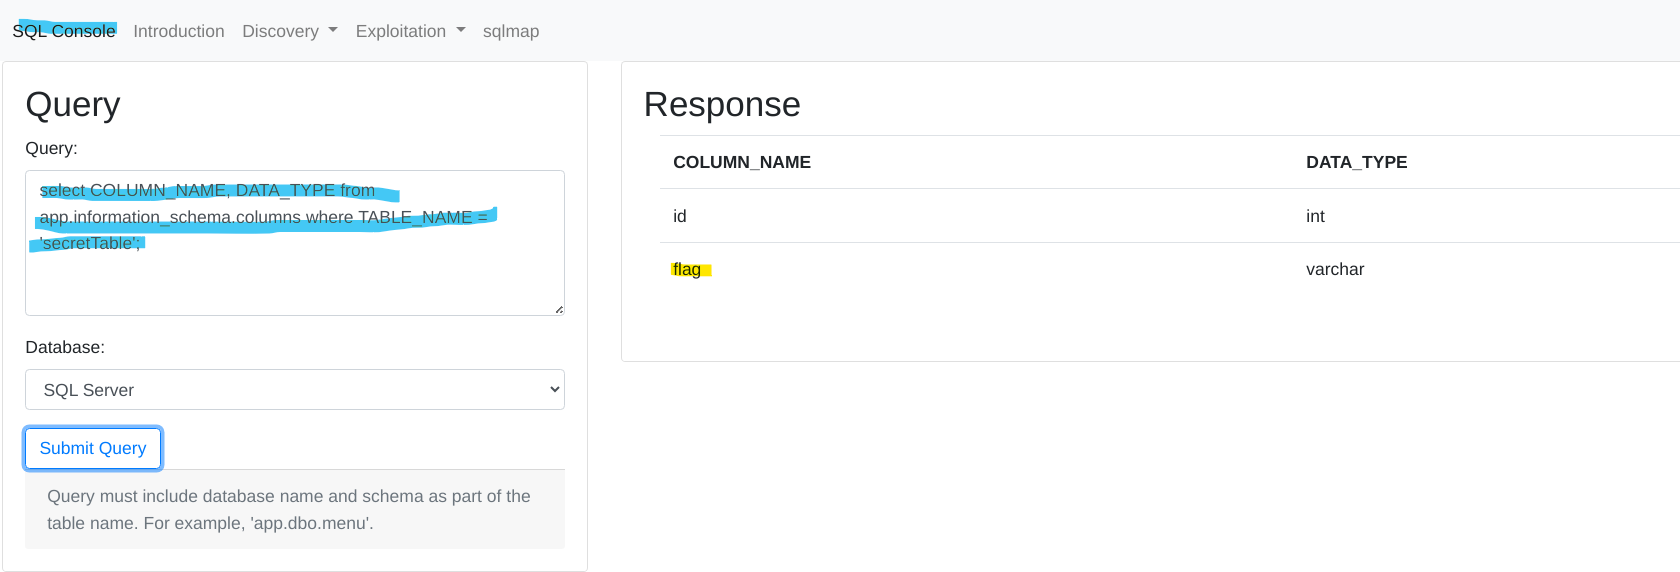 SQL Console Introduction Discovery Exploitation sqlmap
Query
Query:
select COLUMN_NAME, DATA_TYPE from
app.information_schema.columns where TABLE_NAME =
'secretTable';
Database:
SQL Server
Submit Query
Query must include database name and schema as part of the
table name. For example, 'app.dbo.menu'.
Response
COLUMN_NAME DATA_TYPE
id int
flag varchar